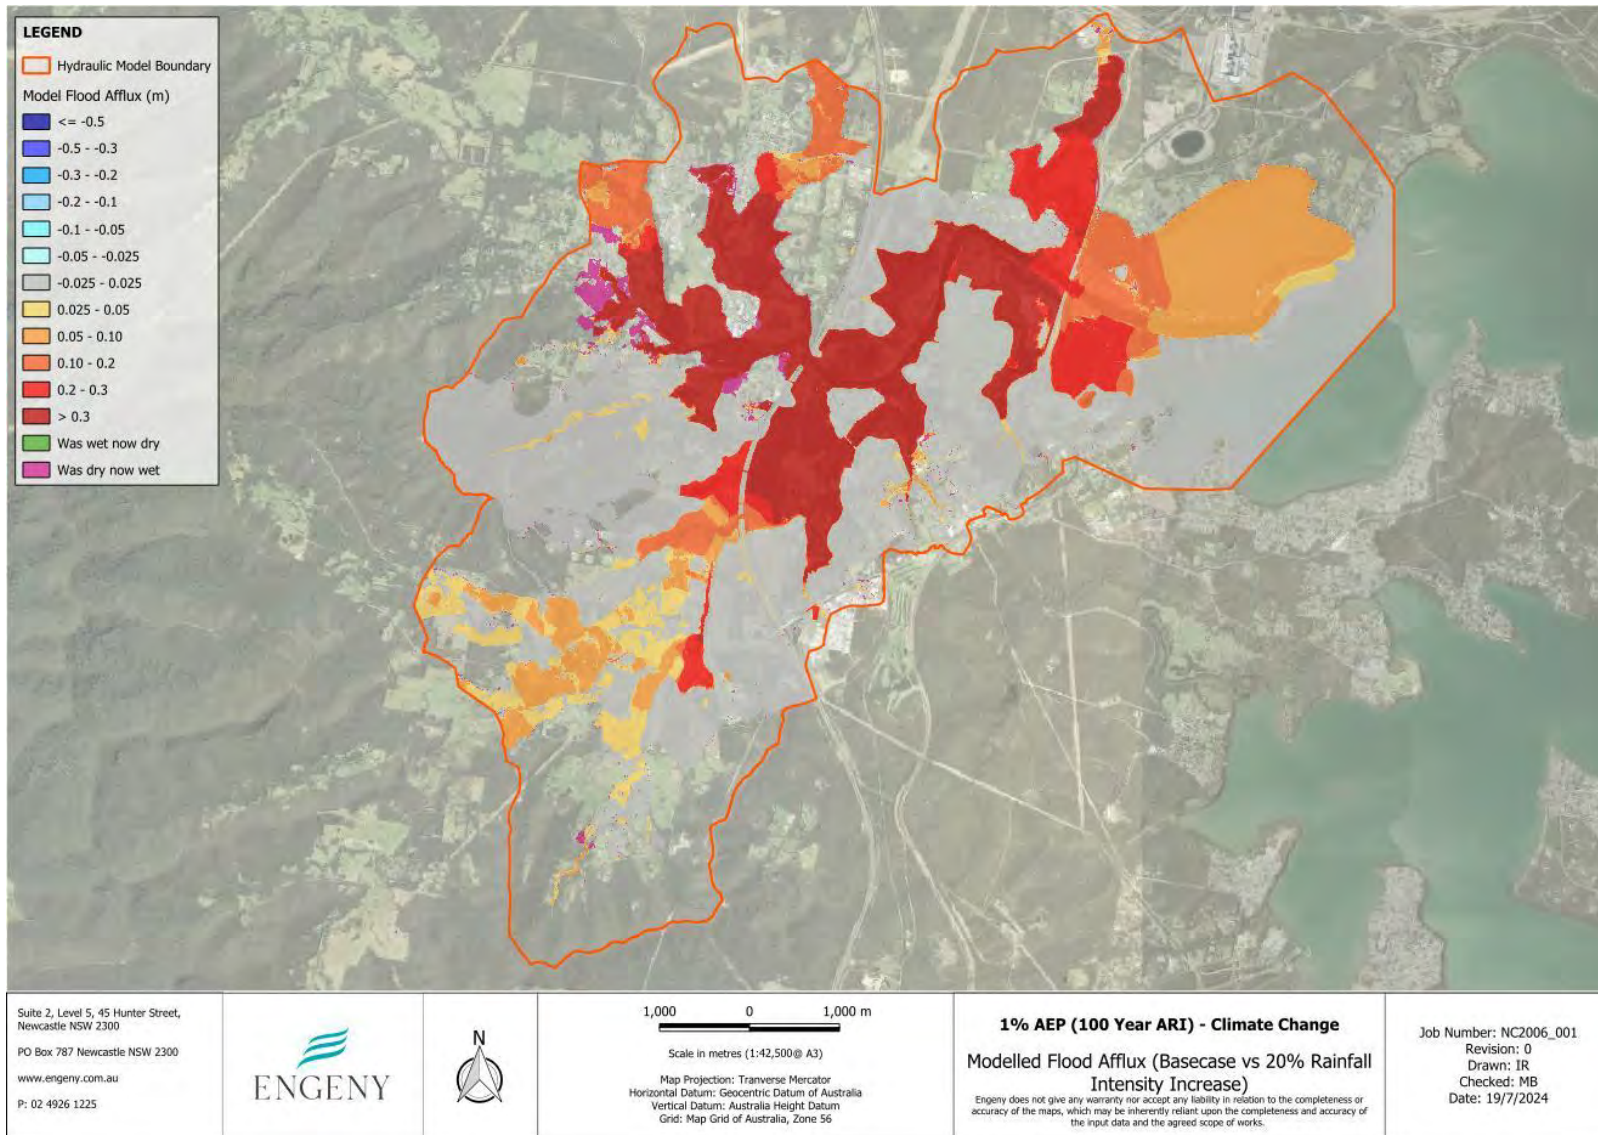 LEGEND
Hydraulic Model Boundary
Model Flood Afflux (m)
<= -0.5
-0.5 - -0.3
-0.3 - -0.2
-0.2 - -0.1
-0.1 - -0.05
-0.05 - -0.025
-0.025 - 0.025
0.025 - 0.05
0.05 - 0.10
0.10 - 0.2
0.2 - 0.3
> 0.3
Was wet now dry
Was dry now wet
Suite 2, Level 5, 45 Hunter Street,
Newcastle NSW 2300
PO Box 787 Newcastle NSW 2300
www.engeny.com.au
P: 02 4926 1225
ENGENY
N
1,000 0 1,000 m
Scale in metres (1:42,500@ A3)
Map Projection: Tranverse Mercator
Horizontal Datum: Geocentric Datum of Australia
Vertical Datum: Australia Height Datum
Grid: Map Grid of Australia, Zone 56
1% AEP (100 Year ARI) - Climate Change
Modelled Flood Afflux (Basecase vs 20% Rainfall
Intensity Increase)
Engeny does not give any warranty nor accept any liability in relation to the completeness or
accuracy of the maps, which may be inherently reliant upon the completeness and accuracy of
the input data and the agreed scope of works.
Job Number: NC2006_001
Revision: 0
Drawn: IR
Checked: MB
Date: 19/7/2024